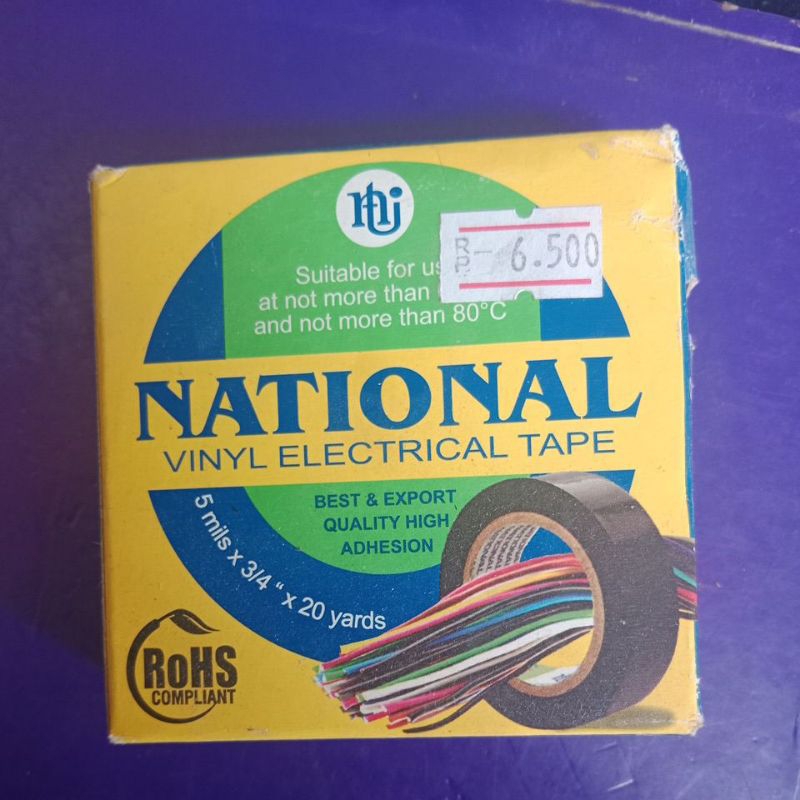 Suitable for
at not more than
and not more than 80°C
RP- 6.500
NATIONAL
VINYL ELECTRICAL TAPE
BEST & EXPORT
QUALITY HIGH
ADHESION
5 mils x 3/4 " x 20 yards
RoHS
COMPLIANT